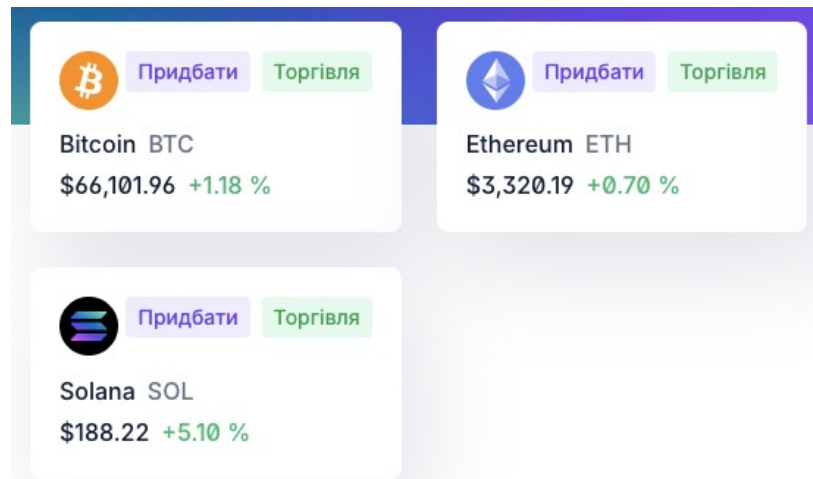 Придбати Торгівля
Bitcoin BTC
$66,101.96 +1.18 %
Придбати Торгівля
Ethereum ETH
$3,320.19 +0.70 %
Придбати Торгівля
Solana SOL
$188.22 +5.10 %